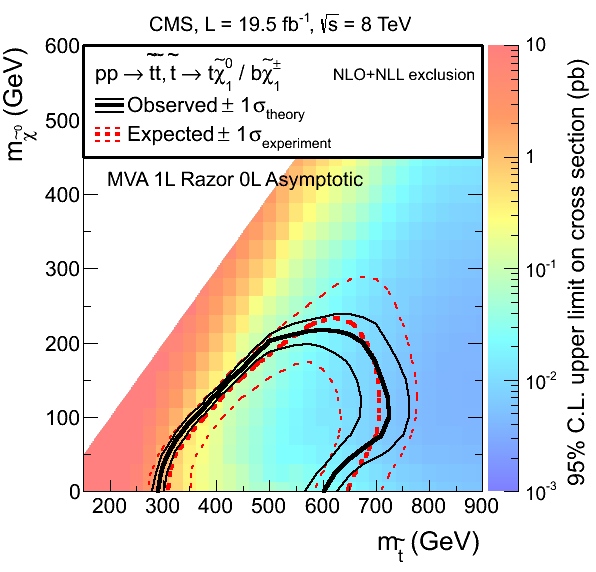 CMS, L = 19.5 fb⁻¹, √s = 8 TeV
pp → t̃t̃, t̃ → tχ̃₁⁰ / bχ̃₁± NLO+NLL exclusion
Observed ± 1σ_theory
Expected ± 1σ_experiment
MVA 1L Razor 0L Asymptotic
m_χ̃⁰ (GeV)
600
500
400
300
200
100
0
200 300 400 500 600 700 800 900
m_t̃ (GeV)
10
1
10⁻¹
10⁻²
10⁻³
95% C.L. upper limit on cross section (pb)